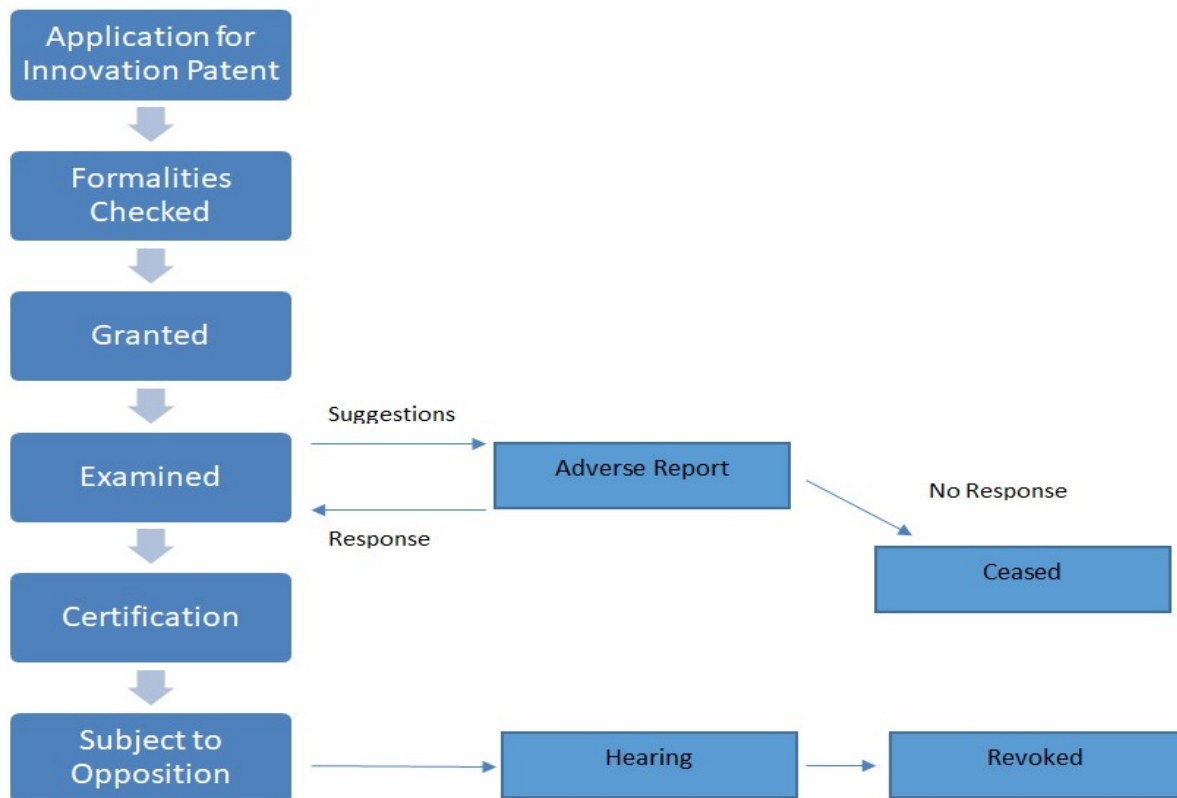 Application for
Innovation Patent
Formalities
Checked
Granted
Suggestions
Examined
Adverse Report
No Response
Response
Ceased
Certification
Subject to
Opposition
Hearing
Revoked